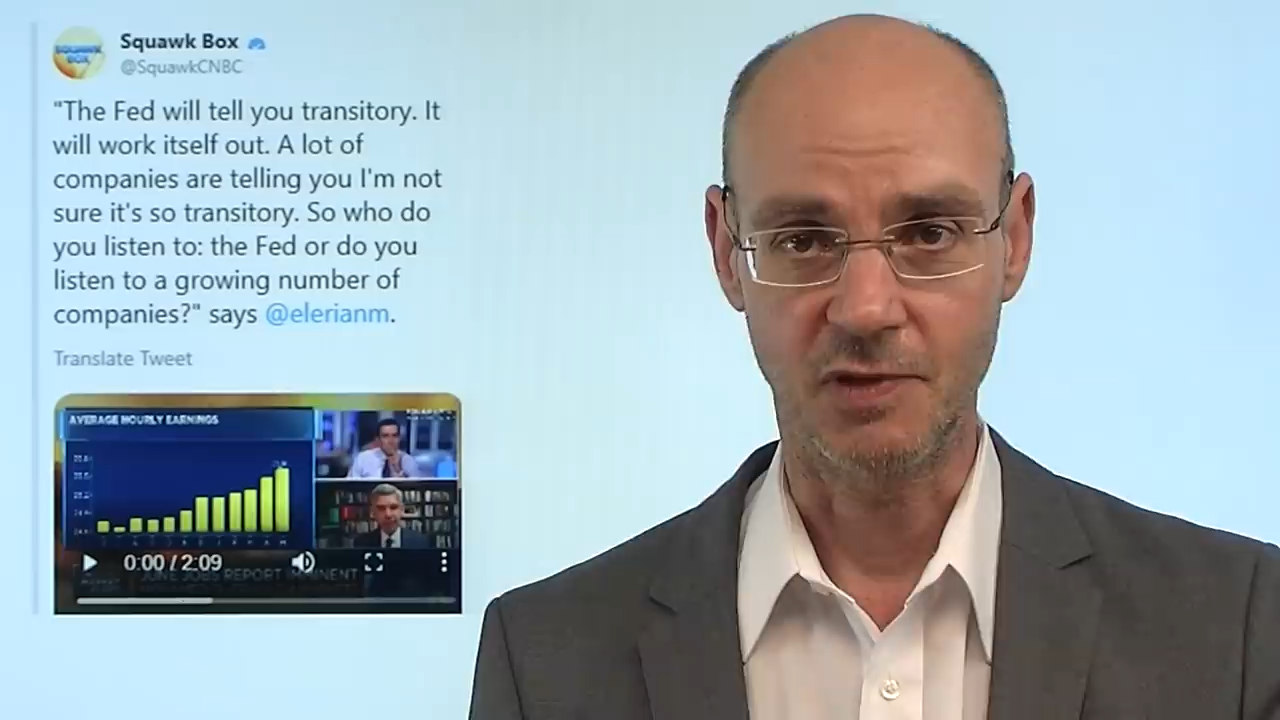 Squawk Box
@SquawkCNBC
"The Fed will tell you transitory. It
will work itself out. A lot of
companies are telling you I'm not
sure it's so transitory. So who do
you listen to: the Fed or do you
listen to a growing number of
companies?" says @elerianm.
Translate Tweet
AVERAGE HOURLY EARNINGS
0:00 / 2:09
JUNE JOBS REPORT IMMINENT